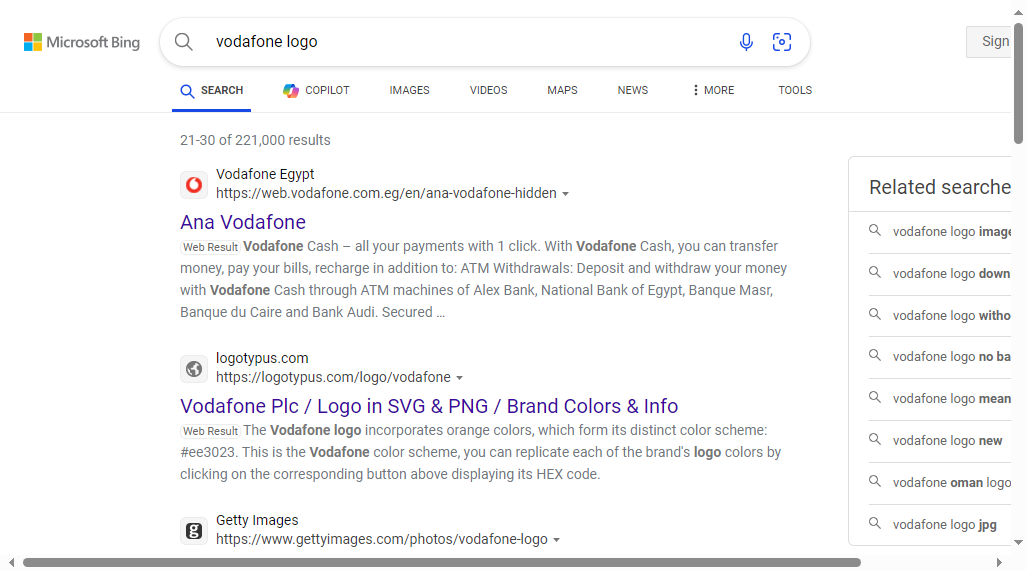 Microsoft Bing
vodafone logo
Sign
SEARCH
COPILOT
IMAGES
VIDEOS
MAPS
NEWS
MORE
TOOLS
21-30 of 221,000 results
Vodafone Egypt
https://web.vodafone.com.eg/en/ana-vodafone-hidden
Ana Vodafone
Web Result Vodafone Cash – all your payments with 1 click. With Vodafone Cash, you can transfer
money, pay your bills, recharge in addition to: ATM Withdrawals: Deposit and withdraw your money
with Vodafone Cash through ATM machines of Alex Bank, National Bank of Egypt, Banque Masr,
Banque du Caire and Bank Audi. Secured ...
logotypus.com
https://logotypus.com/logo/vodafone
Vodafone Plc / Logo in SVG & PNG / Brand Colors & Info
Web Result The Vodafone logo incorporates orange colors, which form its distinct color scheme:
#ee3023. This is the Vodafone color scheme, you can replicate each of the brand's logo colors by
clicking on the corresponding button above displaying its HEX code.
Getty Images
https://www.gettyimages.com/photos/vodafone-logo
Related searche
vodafone logo image
vodafone logo down
vodafone logo witho
vodafone logo no ba
vodafone logo mean
vodafone logo new
vodafone oman logo
vodafone logo jpg